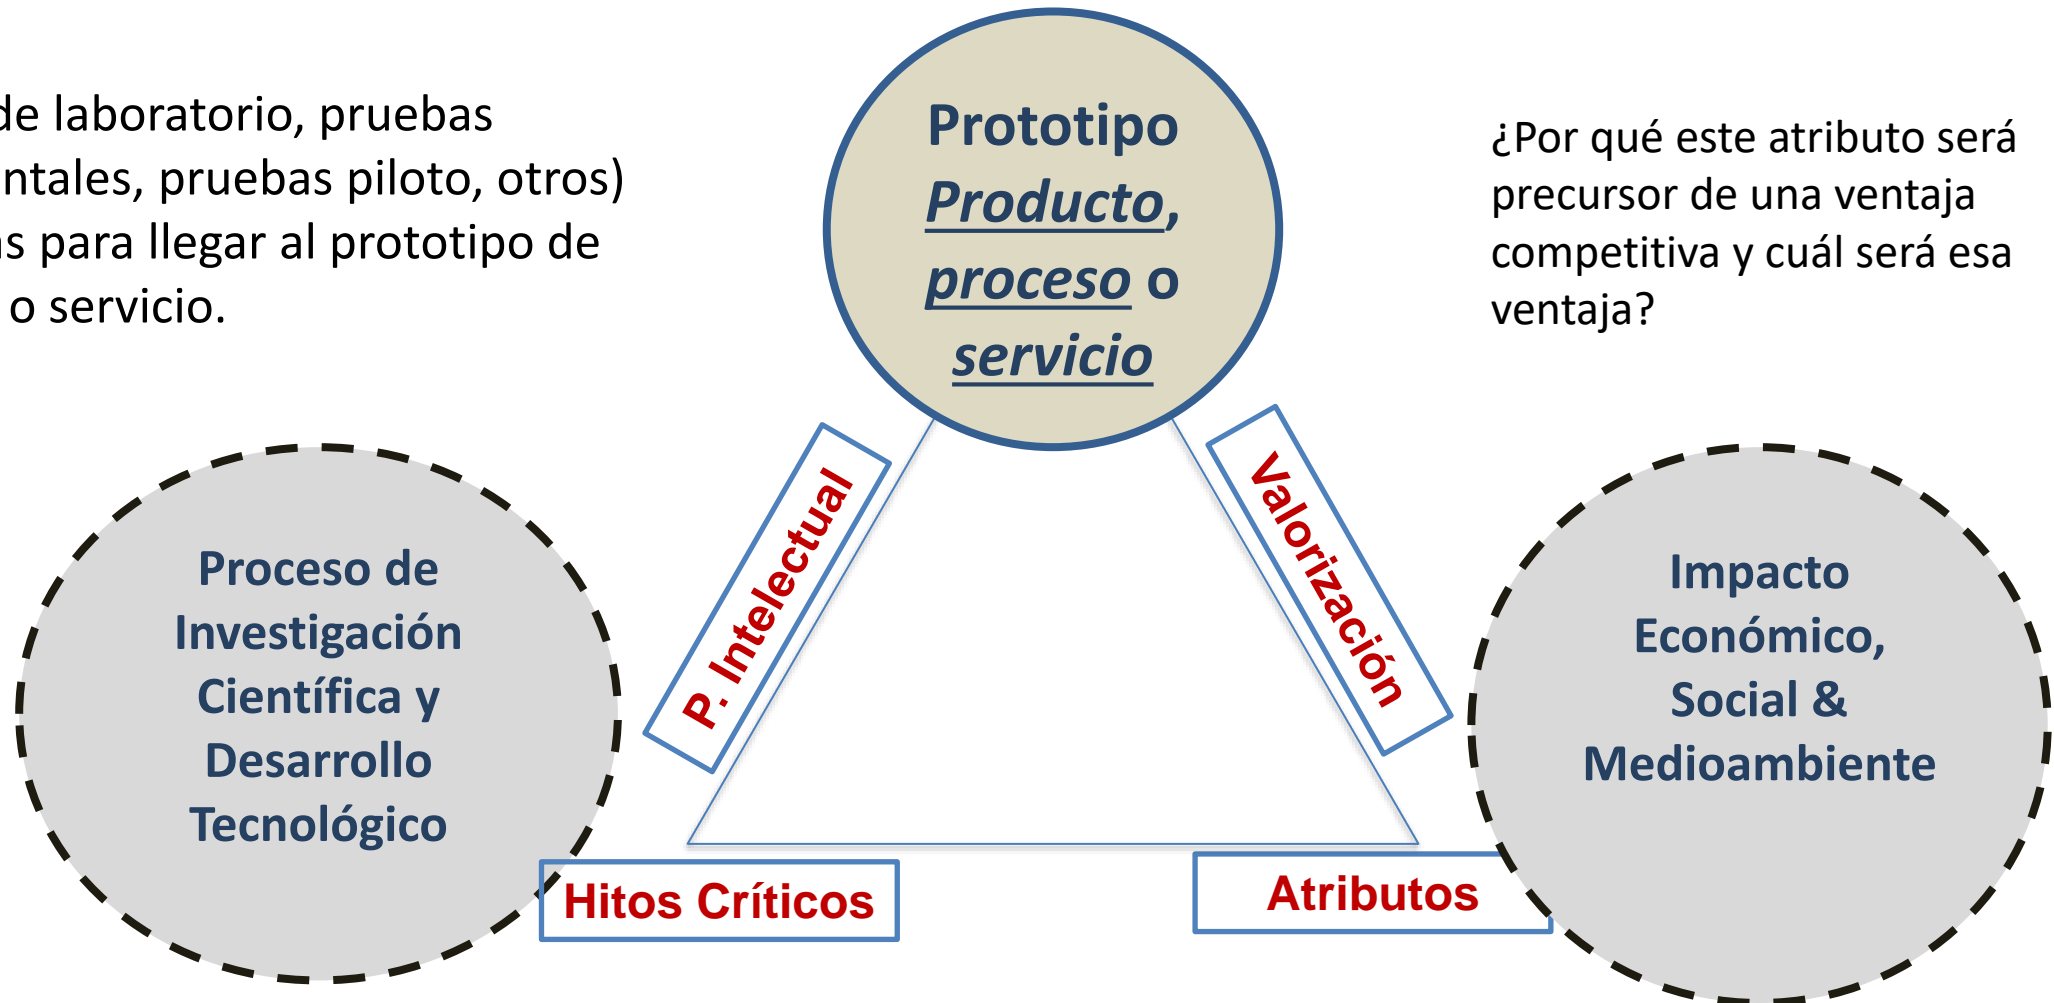 de laboratorio, pruebas
ntales, pruebas piloto, otros)
s para llegar al prototipo de
o servicio.
Prototipo
Producto,
proceso o
servicio
¿Por qué este atributo será
precursor de una ventaja
competitiva y cuál será esa
ventaja?
P. Intelectual
Valorización
Proceso de
Investigación
Científica y
Desarrollo
Tecnológico
Impacto
Económico,
Social &
Medioambiente
Hitos Críticos
Atributos